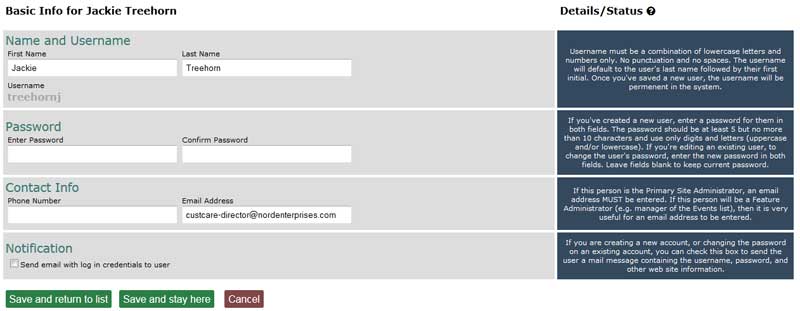 Basic Info for Jackie Treehorn
Details/Status ?
Name and Username
First Name
Last Name
Jackie
Treehorn
Username
treehornj
Username must be a combination of lowercase letters and
numbers only. No punctuation and no spaces. The username
will default to the user's last name followed by their first
initial. Once you've saved a new user, the username will be
permenent in the system.
Password
Enter Password
Confirm Password
If you've created a new user, enter a password for them in
both fields. The password should be at least 5 but no more
than 10 characters and use only digits and letters (uppercase
and/or lowercase). If you're editing an existing user, to
change the user's password, enter the new password in both
fields. Leave fields blank to keep current password.
Contact Info
Phone Number
Email Address
custcare-director@nordenterprises.com
If this person is the Primary Site Administrator, an email
address MUST be entered. If this person will be a Feature
Administrator (e.g. manager of the Events list), then it is very
useful for an email address to be entered.
Notification
Send email with log in credentials to user
If you are creating a new account, or changing the password
on an existing account, you can check this box to send the
user a mail message containing the username, password, and
other web site information.
Save and return to list
Save and stay here
Cancel